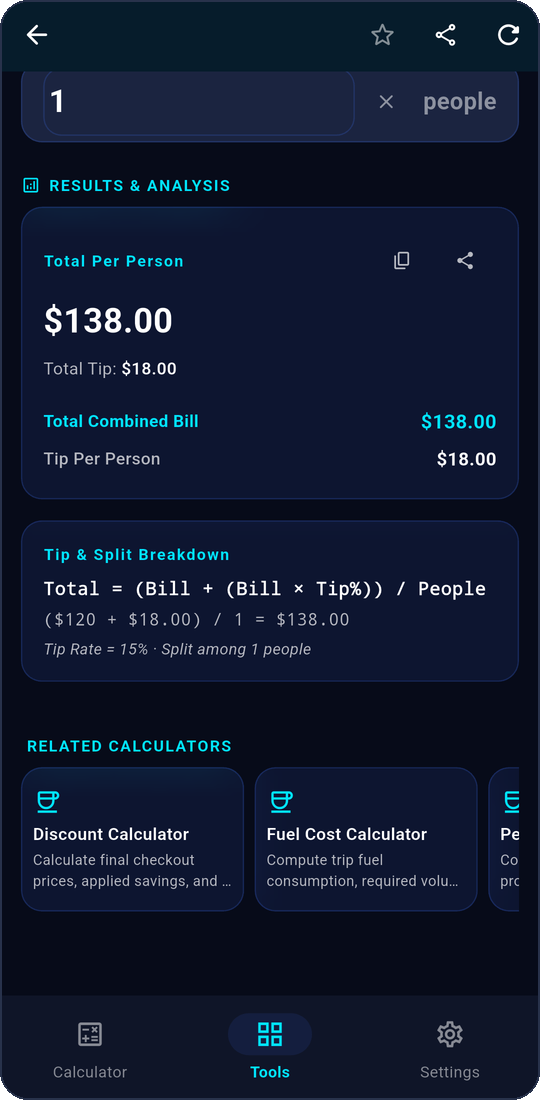 1
people
RESULTS & ANALYSIS
Total Per Person
$138.00
Total Tip: $18.00
Total Combined Bill $138.00
Tip Per Person $18.00
Tip & Split Breakdown
Total = (Bill + (Bill × Tip%)) / People
($120 + $18.00) / 1 = $138.00
Tip Rate = 15% · Split among 1 people
RELATED CALCULATORS
Discount Calculator
Calculate final checkout
prices, applied savings, and ...
Fuel Cost Calculator
Compute trip fuel
consumption, required volu...
Pe
Co
pro
Calculator
Tools
Settings